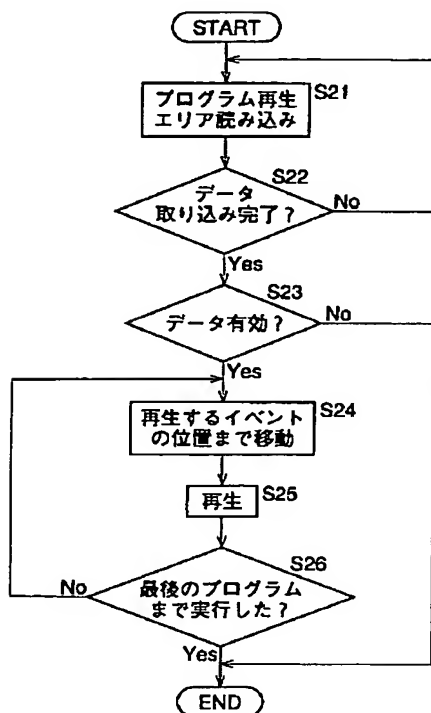 START
プログラム再生
エリア読み込み
S21
データ
取り込み完了？
S22
No
Yes
データ有効？
S23
No
Yes
再生するイベント
の位置まで移動
S24
再生
S25
最後のプログラム
まで実行した？
S26
No
Yes
END